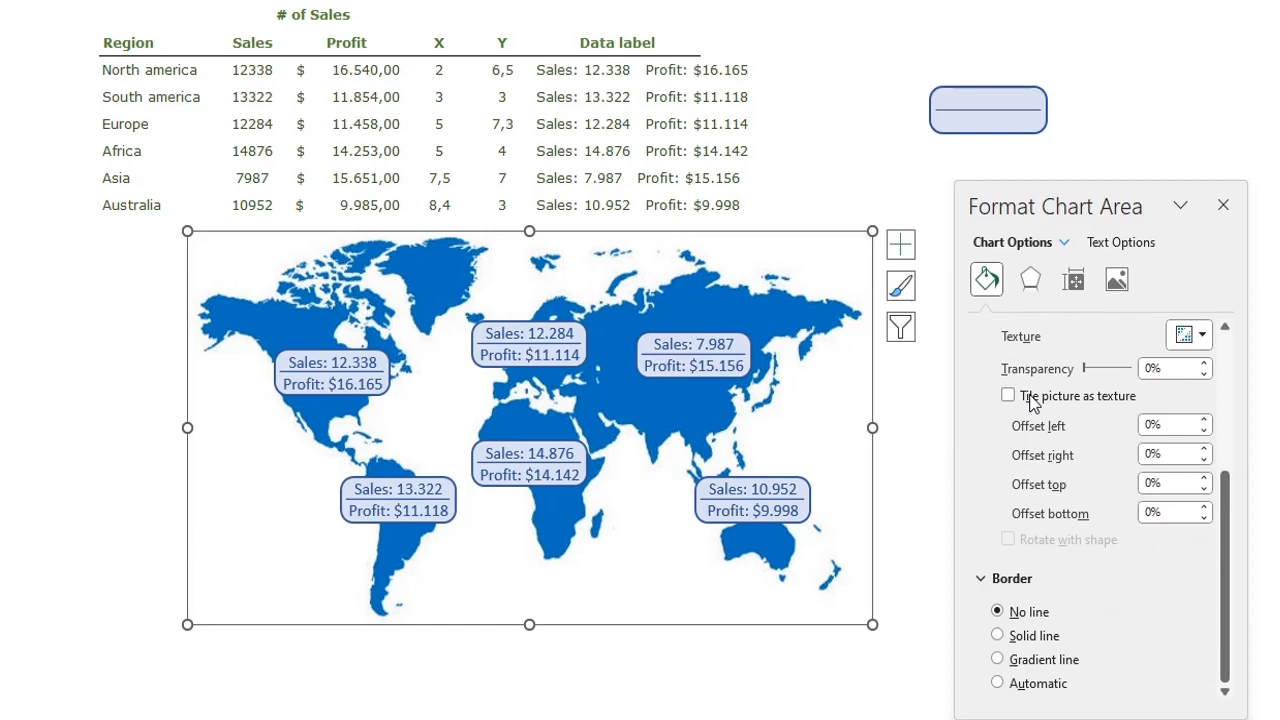 # of Sales
Region Sales Profit X Y Data label
North america 12338 $ 16.540,00 2 6,5 Sales: 12.338 Profit: $16.165
South america 13322 $ 11.854,00 3 3 Sales: 13.322 Profit: $11.118
Europe 12284 $ 11.458,00 5 7,3 Sales: 12.284 Profit: $11.114
Africa 14876 $ 14.253,00 5 4 Sales: 14.876 Profit: $14.142
Asia 7987 $ 15.651,00 7,5 7 Sales: 7.987 Profit: $15.156
Australia 10952 $ 9.985,00 8,4 3 Sales: 10.952 Profit: $9.998
Sales: 12.338
Profit: $16.165
Sales: 12.284
Profit: $11.114
Sales: 7.987
Profit: $15.156
Sales: 14.876
Profit: $14.142
Sales: 13.322
Profit: $11.118
Sales: 10.952
Profit: $9.998
Format Chart Area
Chart Options Text Options
Texture
Transparency 0%
Tile picture as texture
Offset left 0%
Offset right 0%
Offset top 0%
Offset bottom 0%
Rotate with shape
Border
No line
Solid line
Gradient line
Automatic